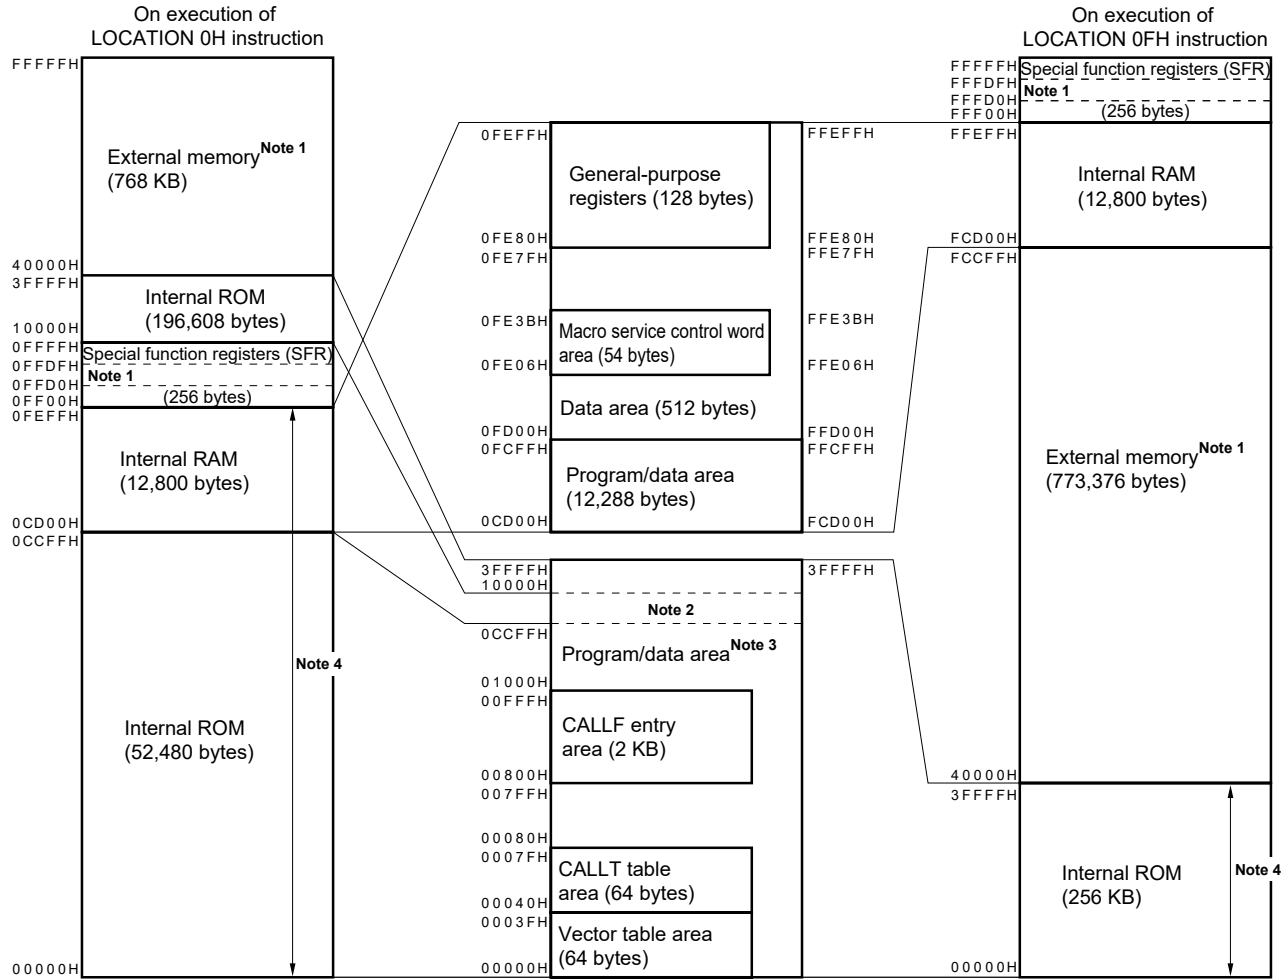 On execution of
LOCATION 0H instruction
FFFFFH
External memory Note 1
(768 KB)
40000H
3FFFFH
Internal ROM
(196,608 bytes)
10000H
0FFFFH
Special function registers (SFR)
0FFDFH
Note 1
0FFD0H
0FF00H
(256 bytes)
0FEFFH
Internal RAM
(12,800 bytes)
0CD00H
0CCFFH
Note 4
Internal ROM
(52,480 bytes)
00000H
0FEFFH
FFEFFH
General-purpose
registers (128 bytes)
0FE80H
FFE80H
0FE7FH
FFE7FH
0FE3BH
FFE3BH
Macro service control word
area (54 bytes)
0FE06H
FFE06H
Data area (512 bytes)
0FD00H
FFD00H
0FCFFH
FFCFFH
Program/data area
(12,288 bytes)
0CD00H
FCD00H
3FFFFH
3FFFFH
10000H
Note 2
0CCFFH
Program/data area Note 3
01000H
00FFFH
CALLF entry
area (2 KB)
00800H
007FFH
00080H
0007FH
CALLT table
area (64 bytes)
00040H
0003FH
Vector table area
(64 bytes)
00000H
On execution of
LOCATION 0FH instruction
FFFFFH
Special function registers (SFR)
FFFDFH
Note 1
FFFD0H
FFF00H
(256 bytes)
FFEFFH
Internal RAM
(12,800 bytes)
FCD00H
FCCFFH
External memory Note 1
(773,376 bytes)
40000H
3FFFFH
Internal ROM
(256 KB)
Note 4
00000H